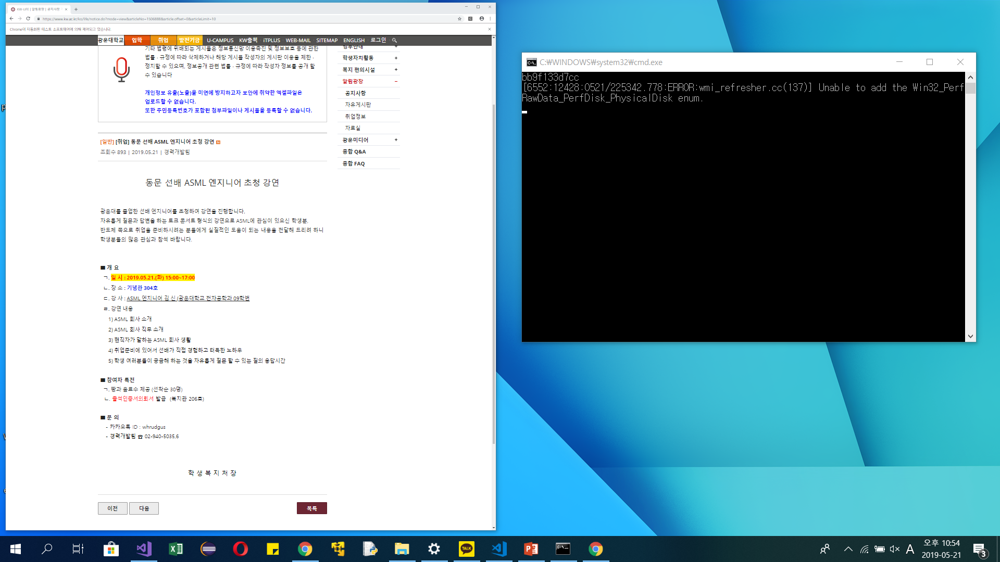 KW-LIFE | 알림광장 | 공지사항
https://www.kw.ac.kr/ko/life/notice.do?mode=view&articleNo=1506888&article.offset=0&articleLimit=10
Chrome이 자동화된 테스트 소프트웨어에 의해 제어되고 있습니다.
광운대학교 입학 취업 발전기금 U-CAMPUS KW출첵 iTPLUS WEB-MAIL SITEMAP ENGLISH 로그인
기타 법령에 위배되는 게시물은 정보통신망 이용촉진 및 정보보호 등에 관한
법률 · 규정에 따라 삭제하거나 해당 게시물 작성자의 게시판 이용을 제한 ·
정지할 수 있으며, 정보공개 관련 법률 · 규정에 따라 작성자 정보를 공개 할
수 있습니다
개인정보 유출(노출)을 미연에 방지하고자 보안에 취약한 엑셀파일은
업로드할 수 없습니다.
또한 주민등록번호가 포함된 첨부파일이나 게시물을 등록할 수 없습니다.
학생자치활동 +
복지 편의시설 +
알림광장 −
공지사항
자유게시판
취업정보
자료실
광운미디어 +
종합 Q&A
종합 FAQ
[일반] [취업] 동문 선배 ASML 엔지니어 초청 강연 N
조회수 893 | 2019.05.21 | 경력개발팀
동문 선배 ASML 엔지니어 초청 강연
광운대를 졸업한 선배 엔지니어를 초청하여 강연을 진행합니다.
자유롭게 질문과 답변을 하는 토크 콘서트 형식의 강연으로 ASML에 관심이 있으신 학생분,
반도체 쪽으로 취업을 준비하시려는 분들에게 실질적인 도움이 되는 내용을 전달해 드리려 하니
학생분들의 많은 관심과 참석 바랍니다.
■ 개 요
ㄱ. 일 시 : 2019.05.21.(화) 15:00~17:00
ㄴ. 장 소 : 기념관 304호
ㄷ. 강 사 : ASML 엔지니어 김 신 (광운대학교 전자공학과 09학번
ㄹ. 강연 내용
1) ASML 회사 소개
2) ASML 회사 직무 소개
3) 현직자가 말하는 ASML 회사 생활
4) 취업준비에 있어서 선배가 직접 경험하고 터득한 노하우
5) 학생 여러분들이 궁금해 하는 것을 자유롭게 질문 할 수 있는 질의 응답시간
■ 참여자 특전
ㄱ. 빵과 음료수 제공 (선착순 30명)
ㄴ. 출석인증서의뢰서 발급 (복지관 206호)
■ 문 의
- 카카오톡 ID : whrudgus
- 경력개발팀 ☎ 02-940-5035,6
학 생 복 지 처 장
이전 다음 목록
C:\WINDOWS\system32\cmd.exe
bb9f133d7cc
[6552:12428:0521/225342.778:ERROR:wmi_refresher.cc(137)] Unable to add the Win32_Perf
RawData_PerfDisk_PhysicalDisk enum.
TALK
A
오후 10:54
2019-05-21
3